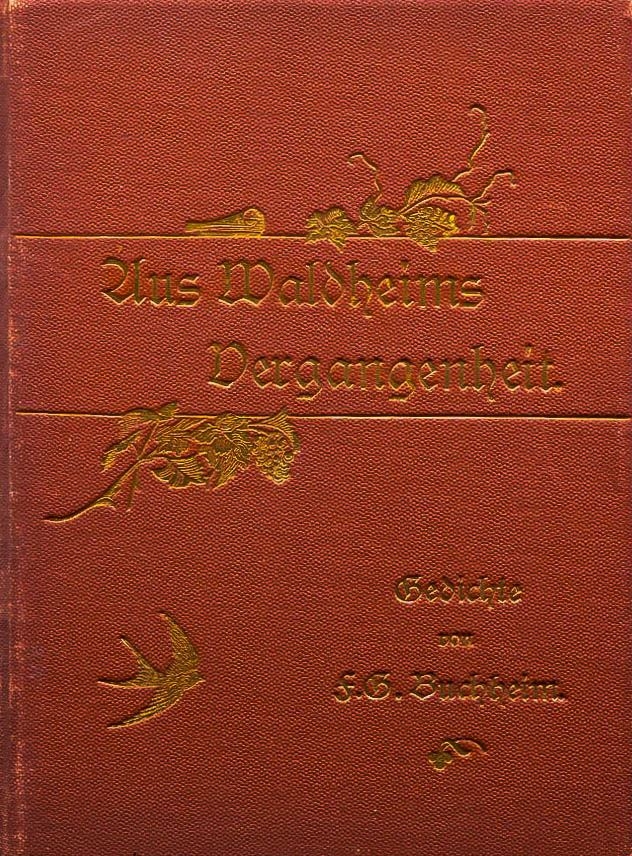 Aus Waldheims
Vergangenheit.
Gedichte
von
F.G. Buchheim.